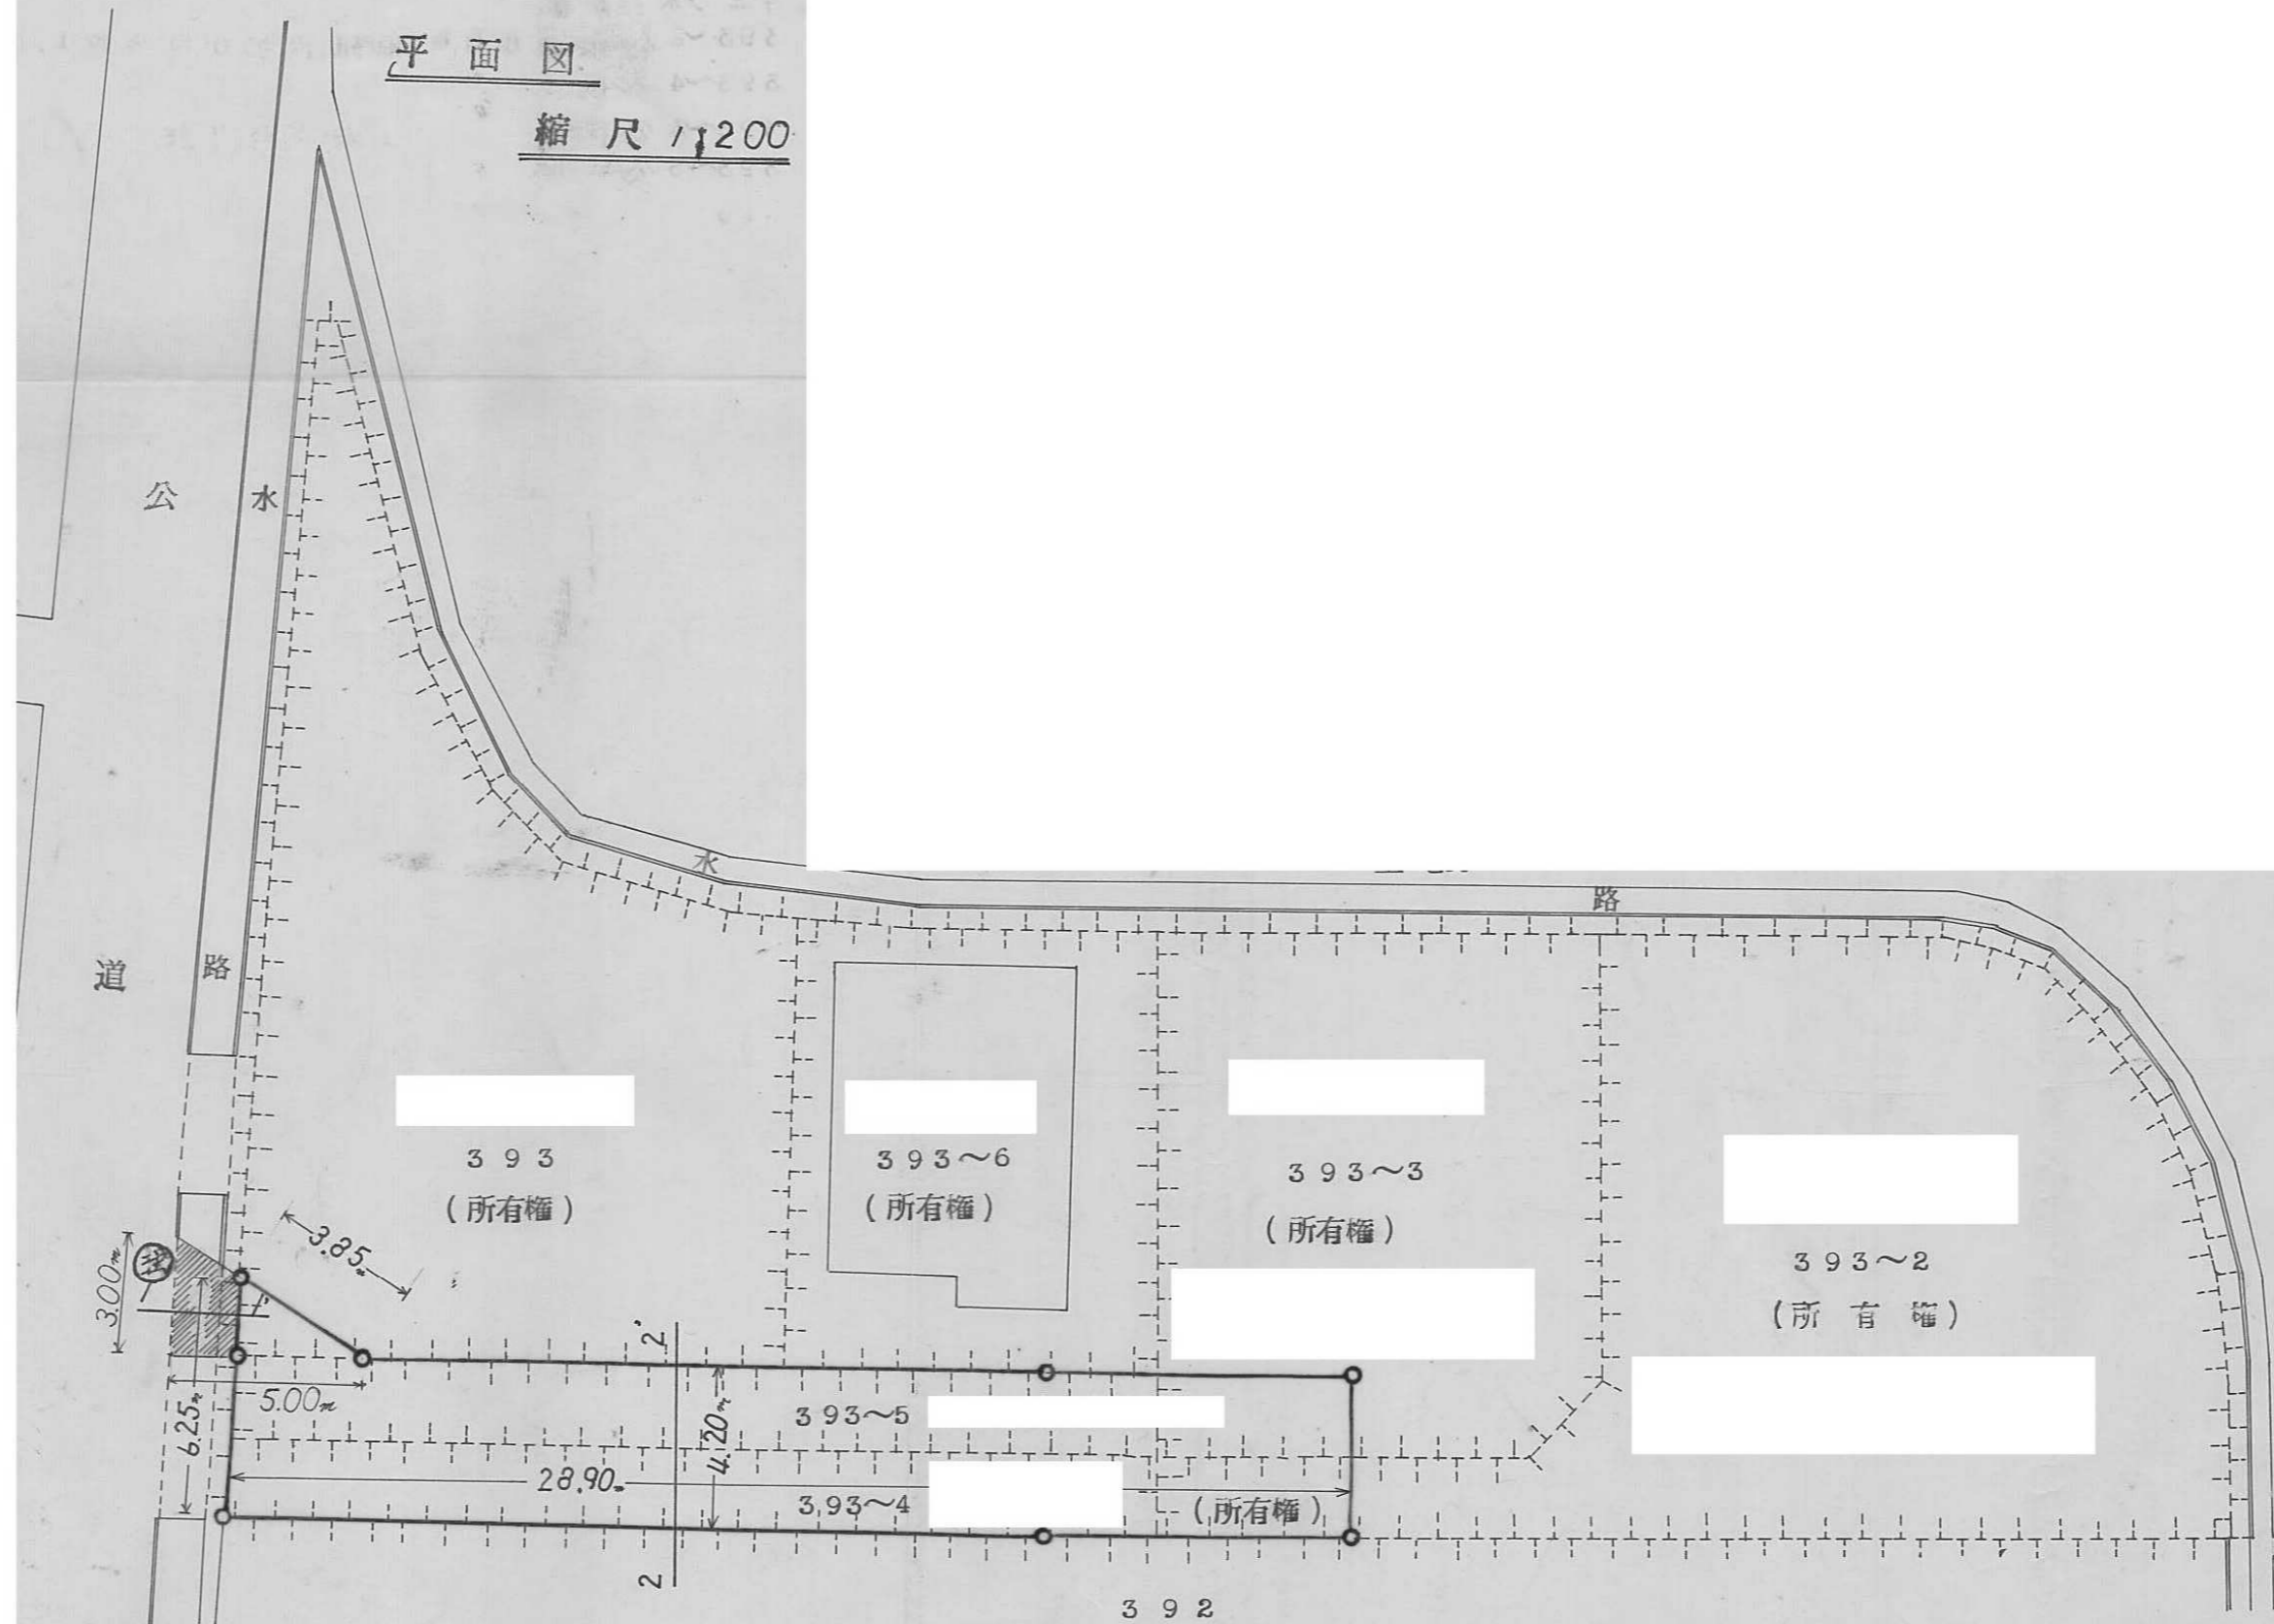 平面図
縮尺 1:200
公
水
水
路
道
路
393
(所有権)
393~6
(所有権)
393~3
(所有権)
393~2
(所有権)
3.85m
3.00m
5.00m
6.25m
2'
393~5
4.20m
28.90m
393~4
(所有権)
2
392